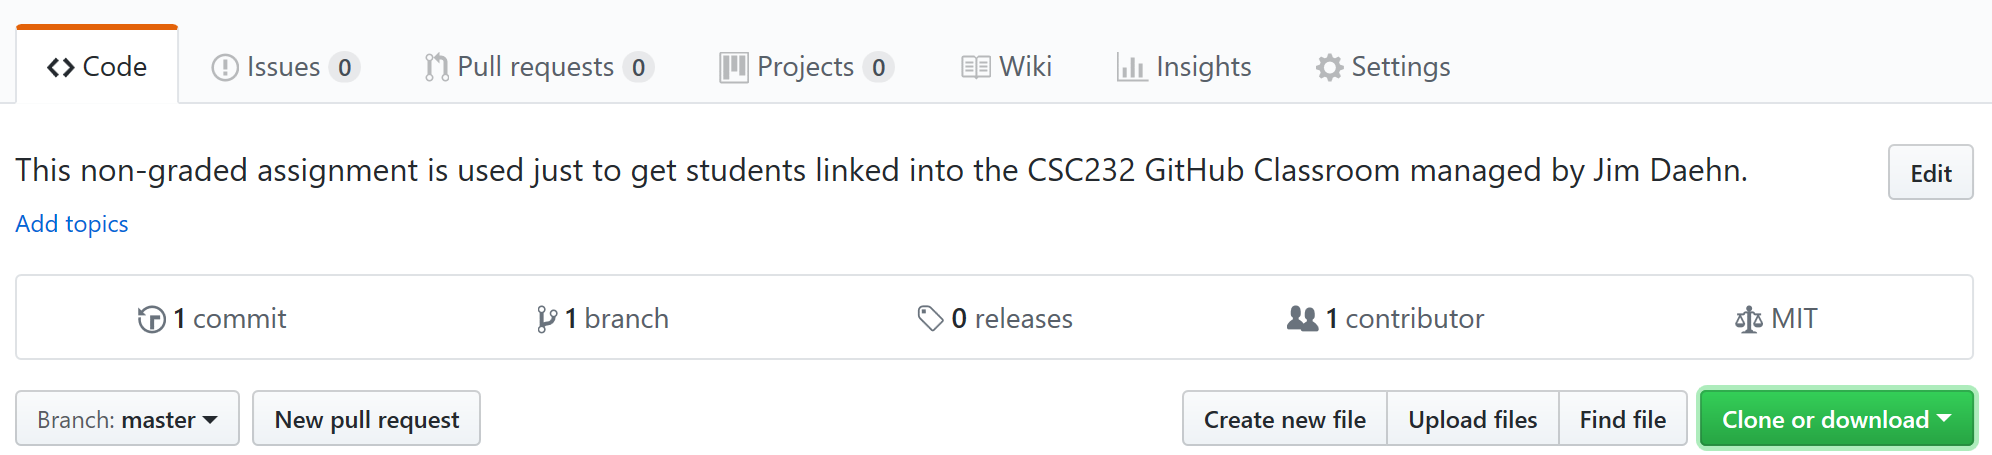 Code Issues 0 Pull requests 0 Projects 0 Wiki Insights Settings
This non-graded assignment is used just to get students linked into the CSC232 GitHub Classroom managed by Jim Daehn. Edit
Add topics
1 commit 1 branch 0 releases 1 contributor MIT
Branch: master New pull request Create new file Upload files Find file Clone or download